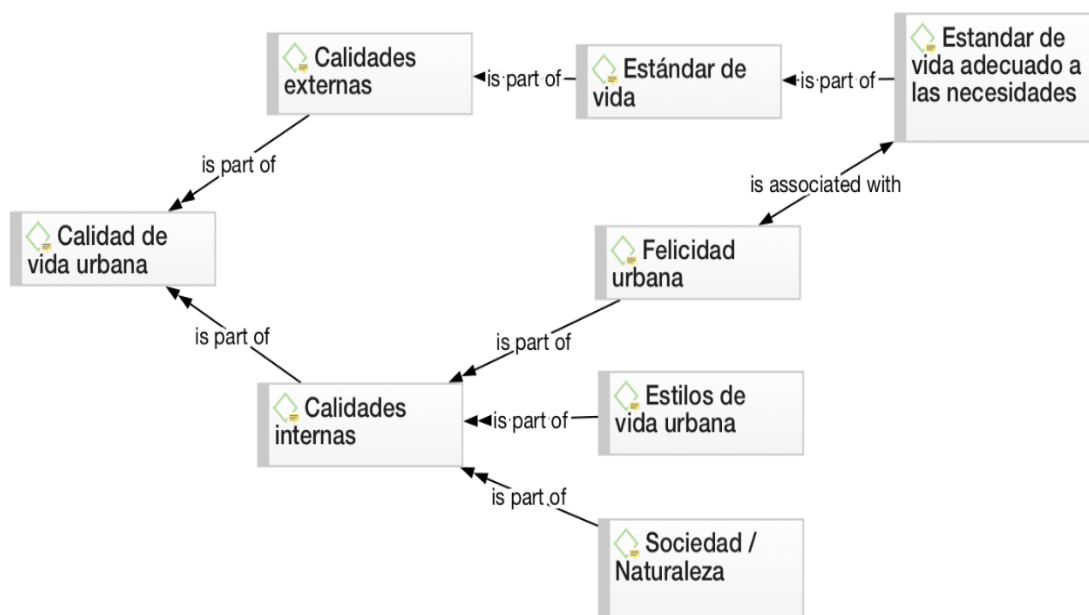 Calidades
externas
is part of
Estándar de
vida
is part of
Estandar de
vida adecuado a
las necesidades
is part of
is associated with
Calidad de
vida urbana
Felicidad
urbana
is part of
is part of
Calidades
internas
is part of
Estilos de
vida urbana
is part of
Sociedad /
Naturaleza